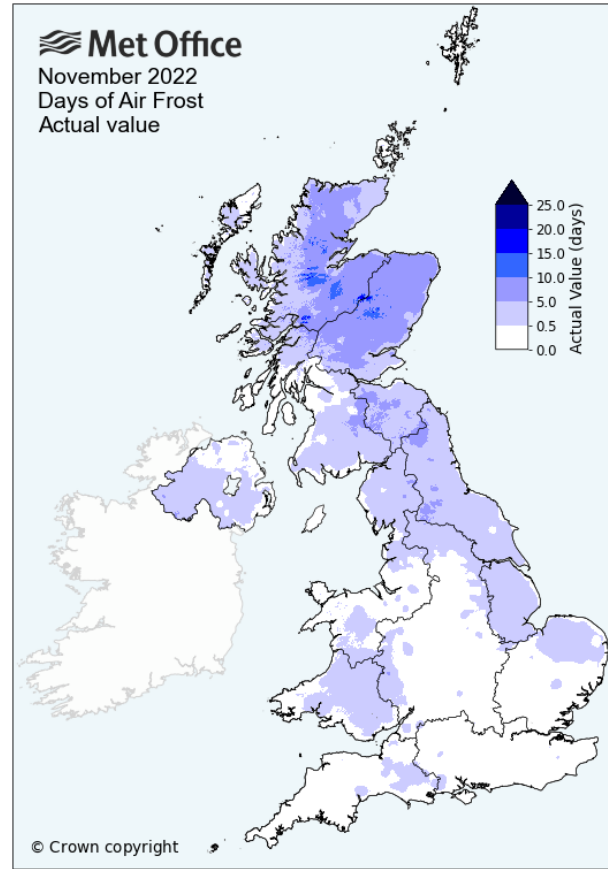 Met Office
November 2022
Days of Air Frost
Actual value
25.0
20.0
15.0
10.0
5.0
0.5
0.0
Actual Value (days)
© Crown copyright